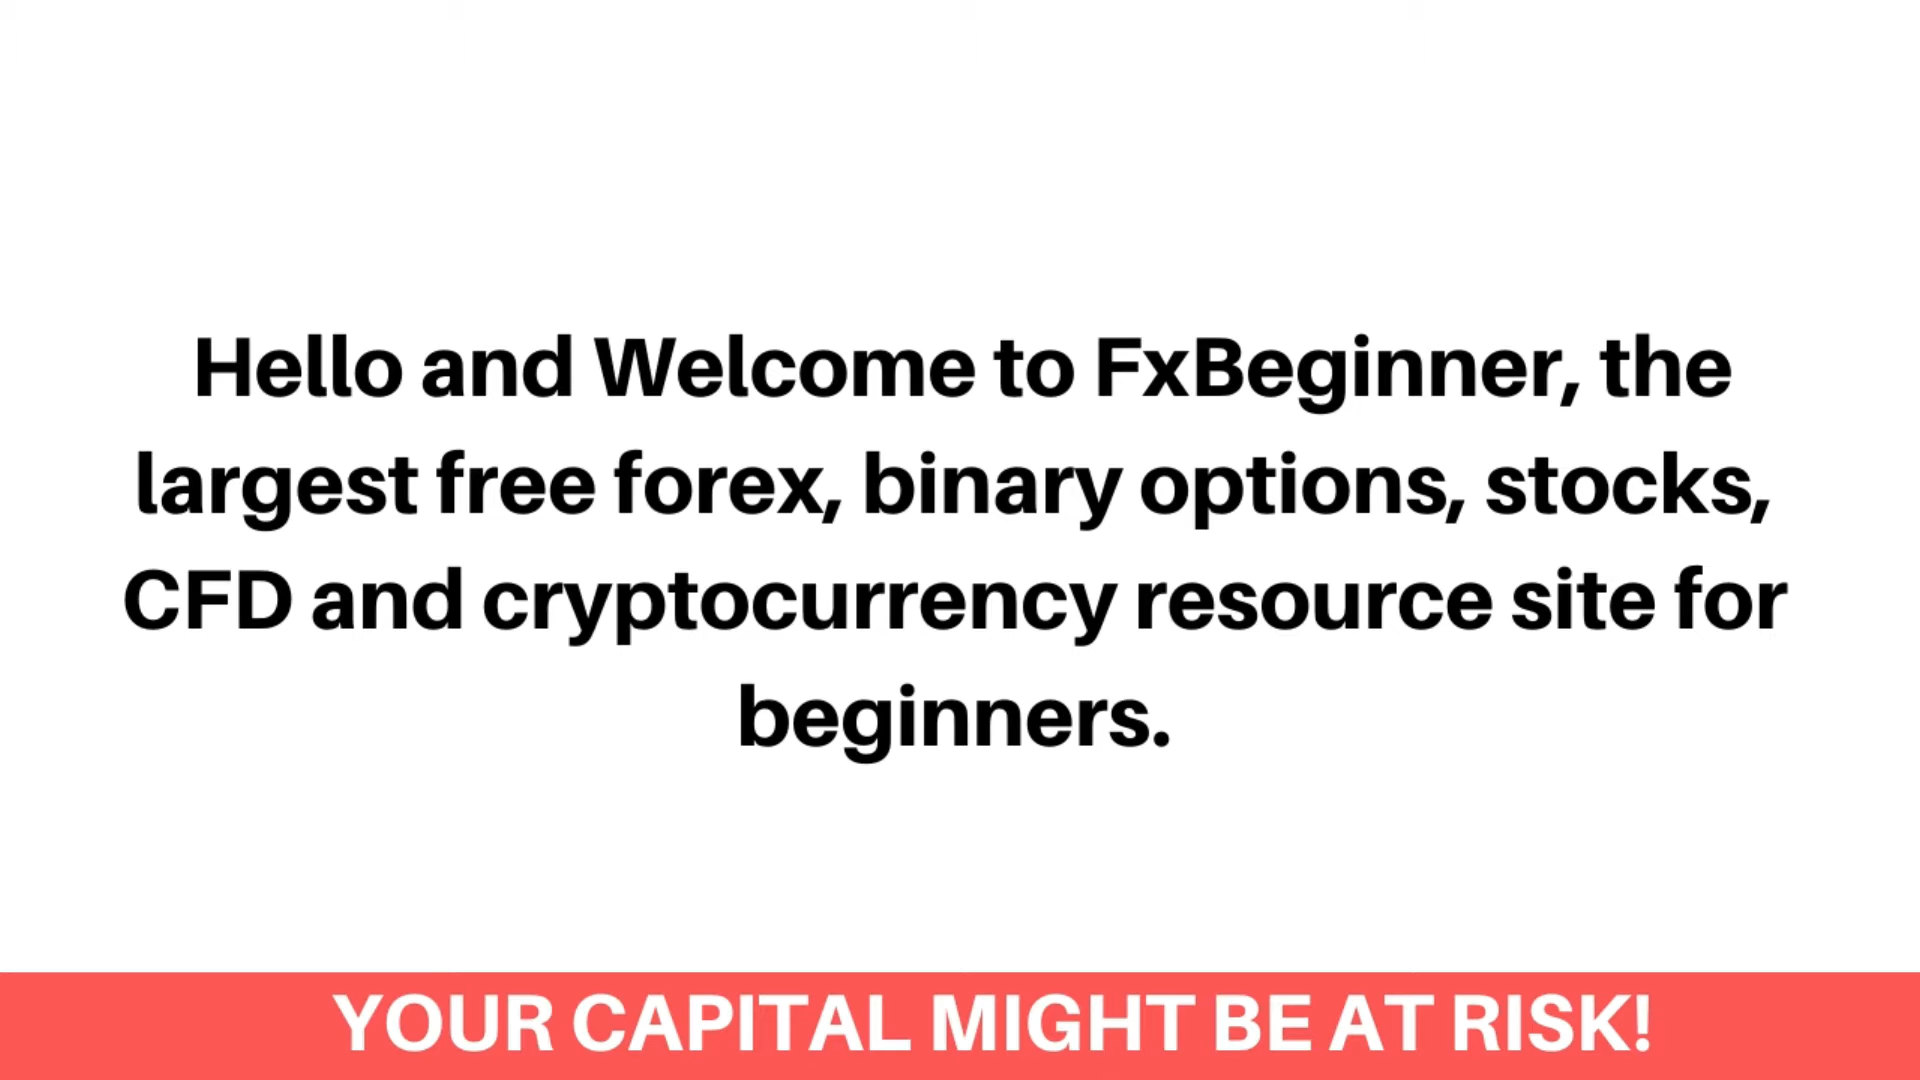 Hello and Welcome to FxBeginner, the
largest free forex, binary options, stocks,
CFD and cryptocurrency resource site for
beginners.
YOUR CAPITAL MIGHT BE AT RISK!